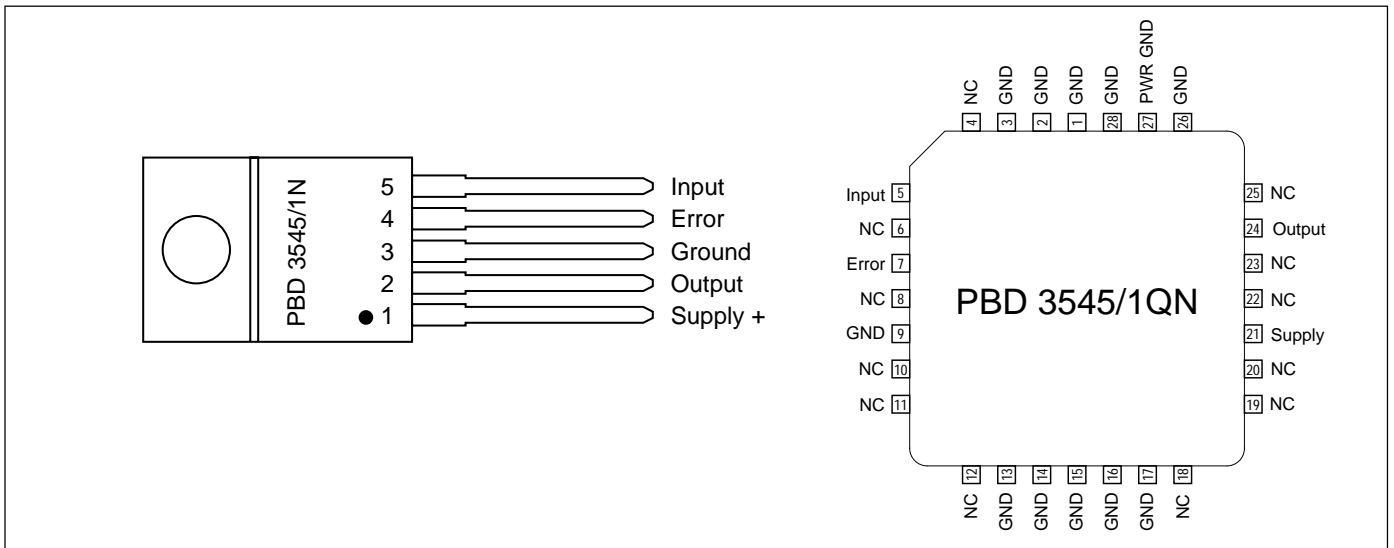 PBD 3545/1N
5 Input
4 Error
3 Ground
2 Output
1 Supply +
NC GND GND GND GND PWR GND GND
4 3 2 1 28 27 26
Input 5
NC 6
Error 7
NC 8
GND 9
NC 10
NC 11
PBD 3545/1QN
25 NC
24 Output
23 NC
22 NC
21 Supply
20 NC
19 NC
12 13 14 15 16 17 18
NC GND GND GND GND GND NC